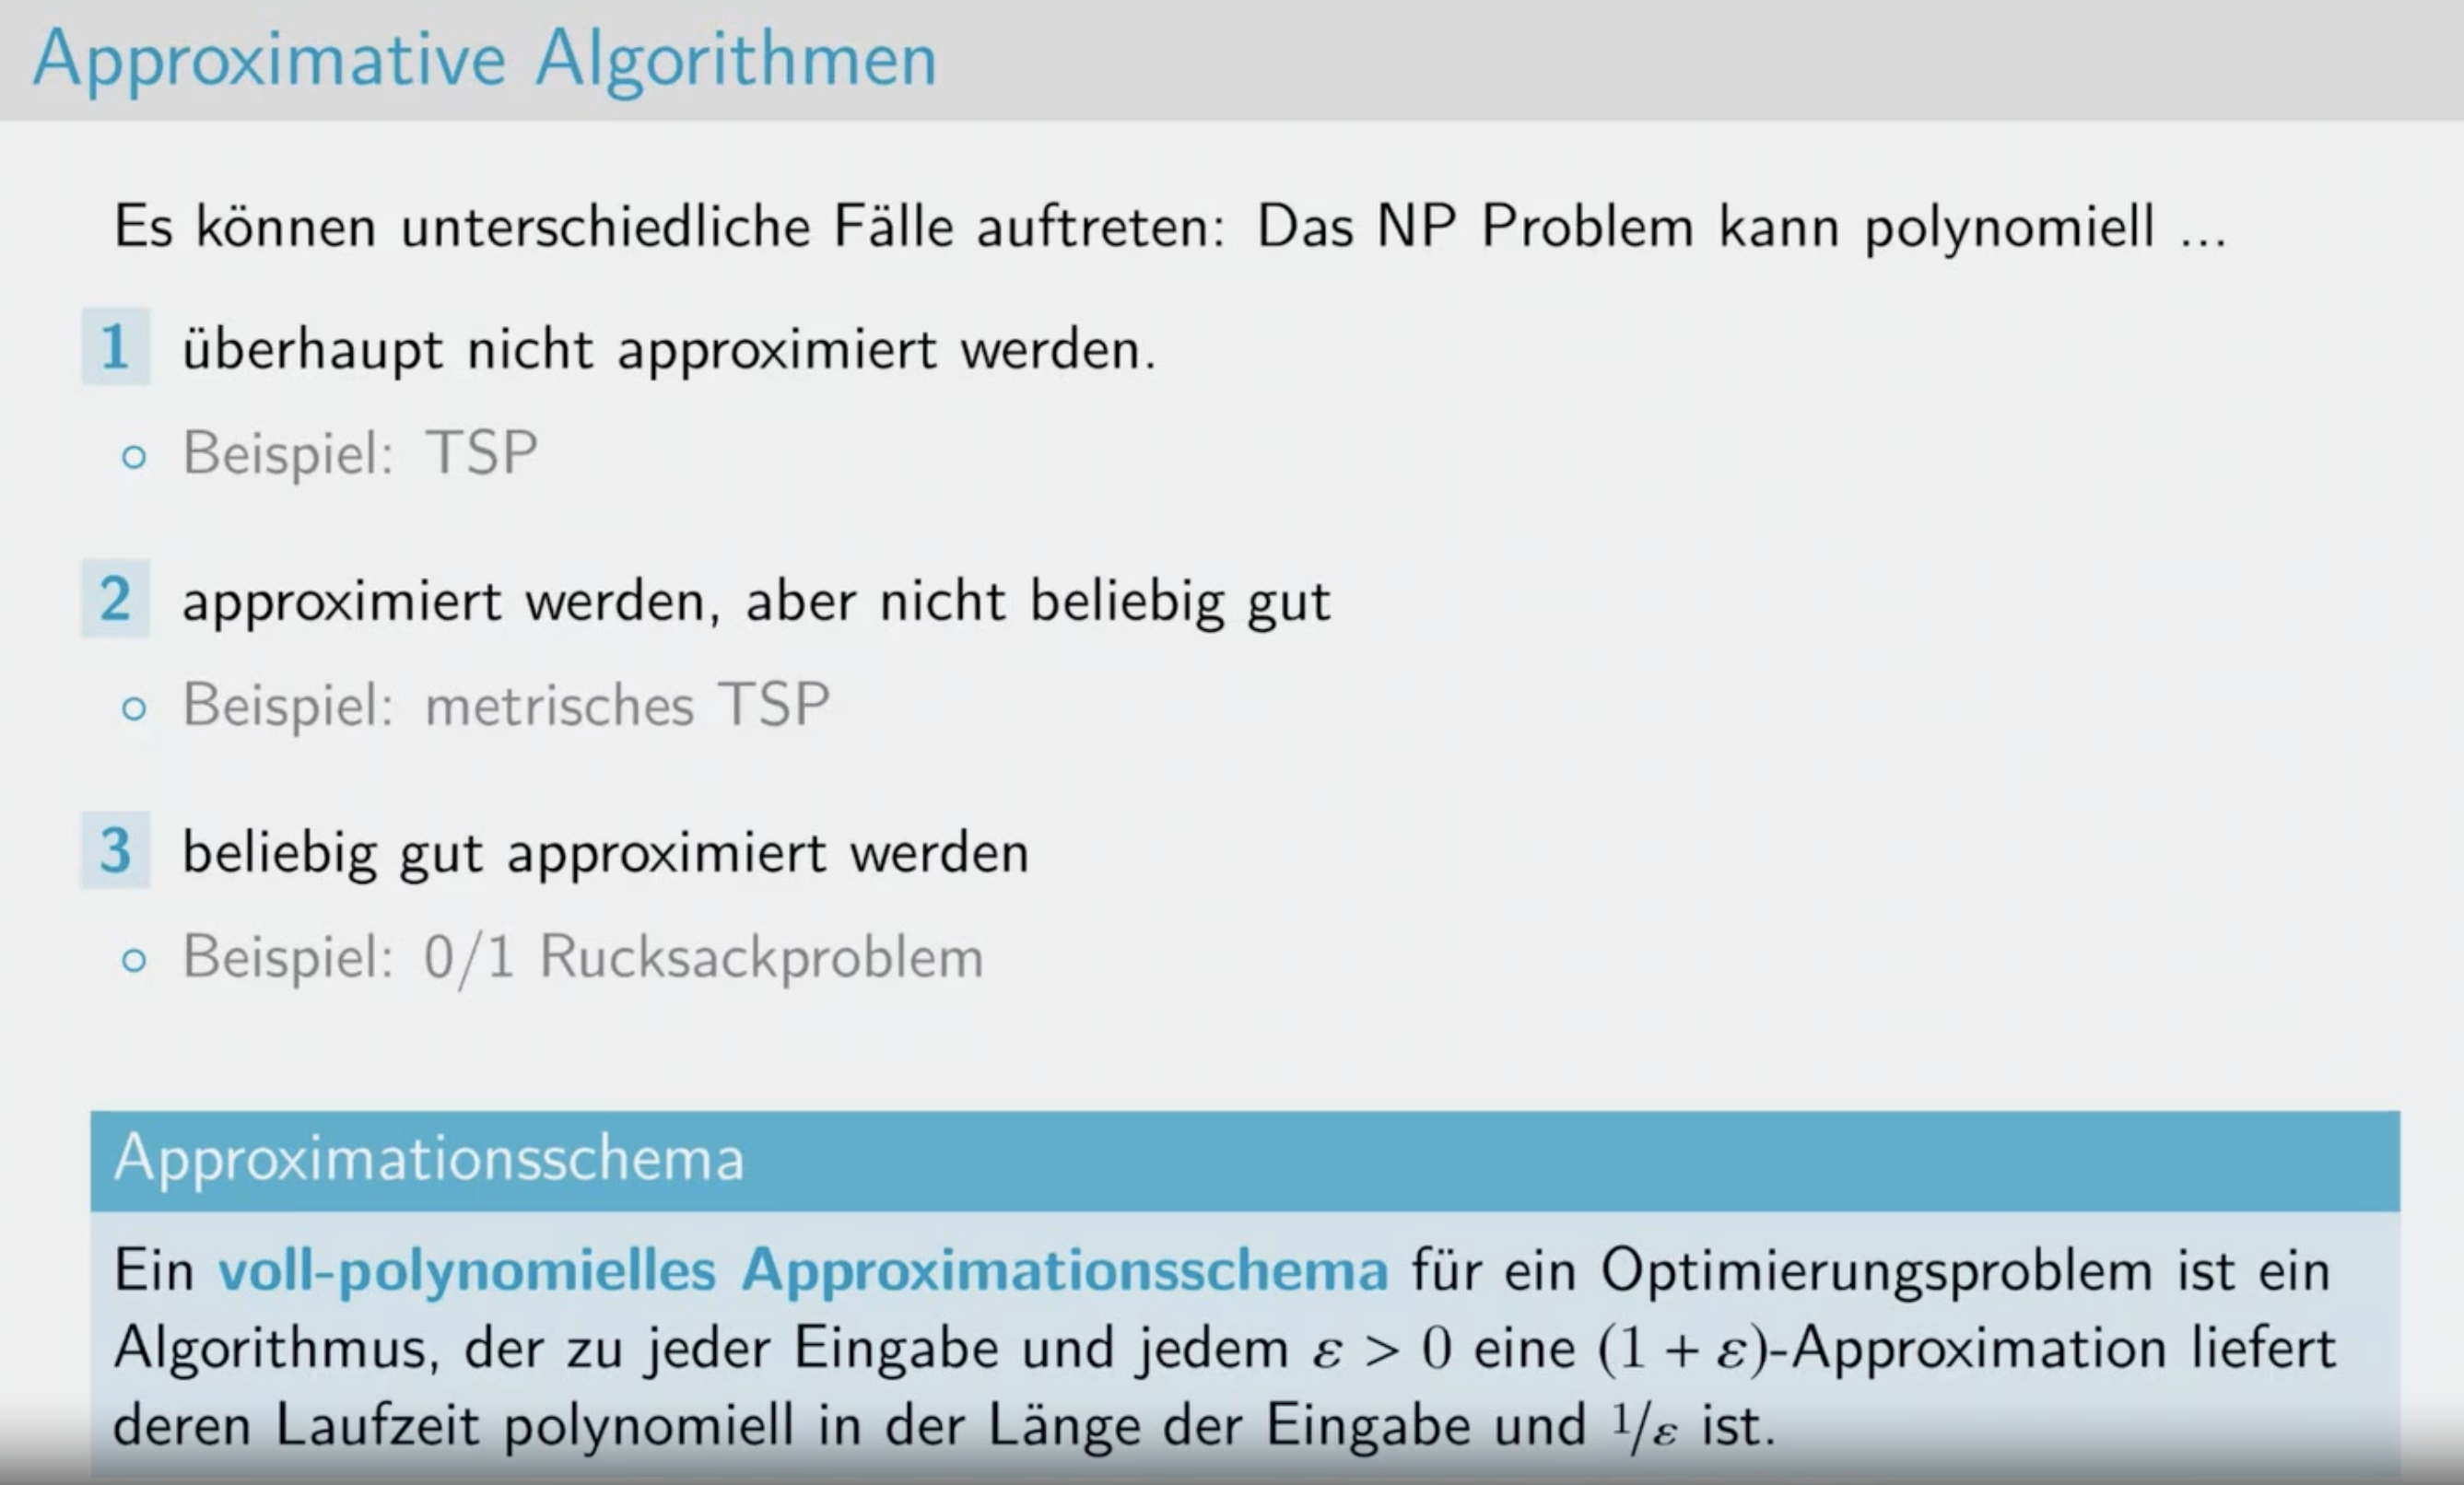 Approximative Algorithmen
Es können unterschiedliche Fälle auftreten: Das NP Problem kann polynomiell ...
1 überhaupt nicht approximiert werden.
∘ Beispiel: TSP
2 approximiert werden, aber nicht beliebig gut
∘ Beispiel: metrisches TSP
3 beliebig gut approximiert werden
∘ Beispiel: 0/1 Rucksackproblem
Approximationsschema
Ein voll-polynomielles Approximationsschema für ein Optimierungsproblem ist ein
Algorithmus, der zu jeder Eingabe und jedem ε > 0 eine (1 + ε)-Approximation liefert
deren Laufzeit polynomiell in der Länge der Eingabe und 1/ε ist.